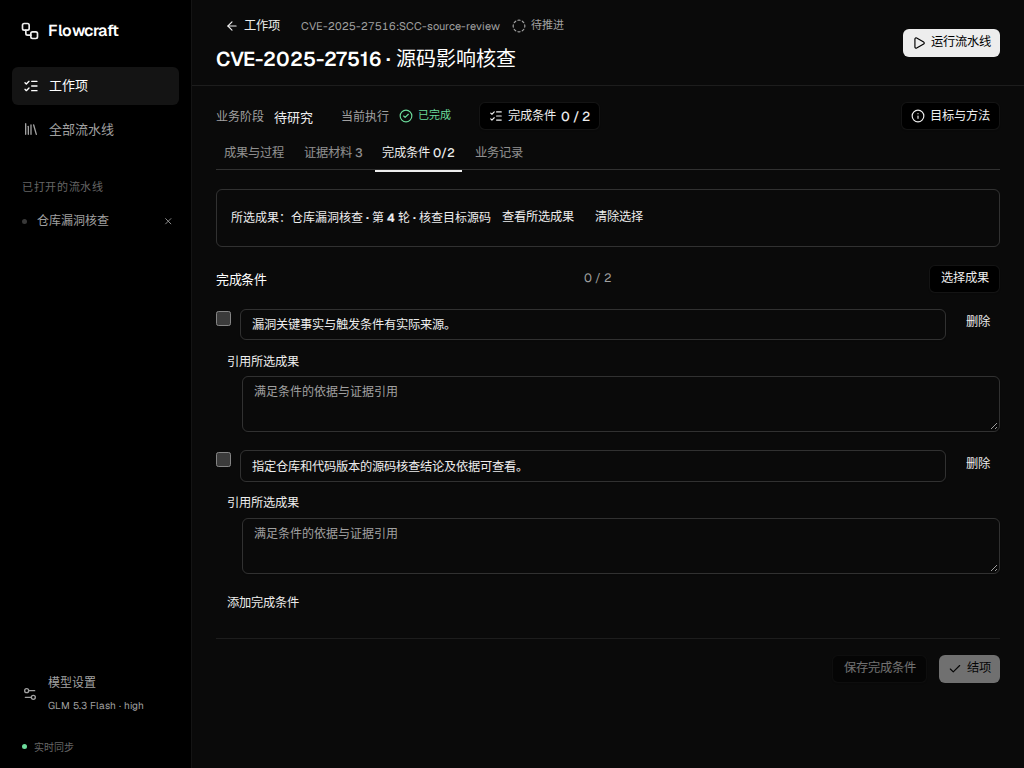 Flowcraft
工作项
全部流水线
已打开的流水线
仓库漏洞核查
模型设置
GLM 5.3 Flash · high
实时同步
工作项 CVE-2025-27516:SCC-source-review 待推进
CVE-2025-27516 · 源码影响核查
运行流水线
业务阶段 待研究 当前执行 已完成 完成条件 0 / 2 目标与方法
成果与过程 证据材料 3 完成条件 0/2 业务记录
所选成果：仓库漏洞核查 · 第 4 轮 · 核查目标源码 查看所选成果 清除选择
完成条件 0 / 2 选择成果
漏洞关键事实与触发条件有实际来源。 删除
引用所选成果
满足条件的依据与证据引用
指定仓库和代码版本的源码核查结论及依据可查看。 删除
引用所选成果
满足条件的依据与证据引用
添加完成条件
保存完成条件 结项